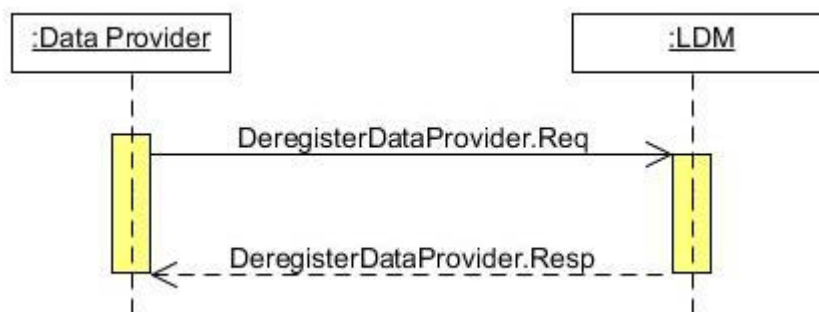 :Data Provider
:LDM
DeregisterDataProvider.Req
DeregisterDataProvider.Resp